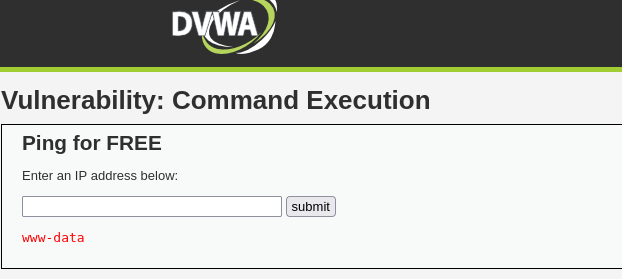 DVWA
Vulnerability: Command Execution
Ping for FREE
Enter an IP address below:
submit
www-data